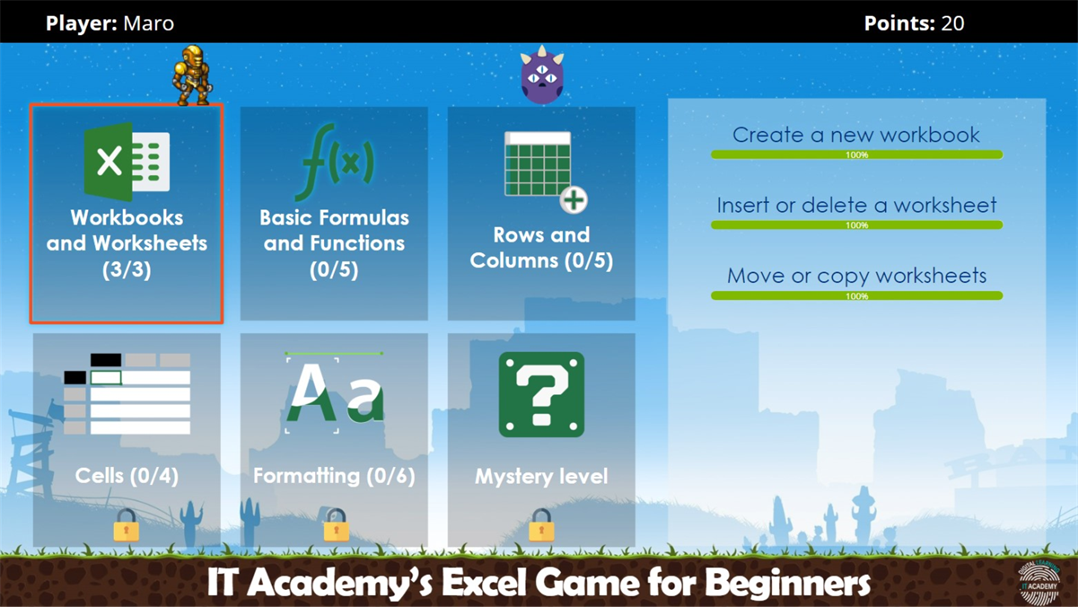 Player: Maro
Points: 20
Workbooks
and Worksheets
(3/3)
f(x)
Basic Formulas
and Functions
(0/5)
Rows and
Columns (0/5)
Create a new workbook
100%
Insert or delete a worksheet
100%
Move or copy worksheets
100%
Cells (0/4)
Aa
Formatting (0/6)
?
Mystery level
IT Academy's Excel Game for Beginners
DIGITAL LEARNING
IT ACADEMY